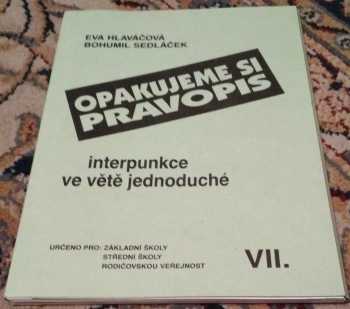 EVA HLAVÁČOVÁ
BOHUMIL SEDLÁČEK
OPAKUJEME SI
PRAVOPIS
interpunkce
ve větě jednoduché
URČENO PRO: ZÁKLADNÍ ŠKOLY
STŘEDNÍ ŠKOLY
RODIČOVSKOU VEŘEJNOST
VII.